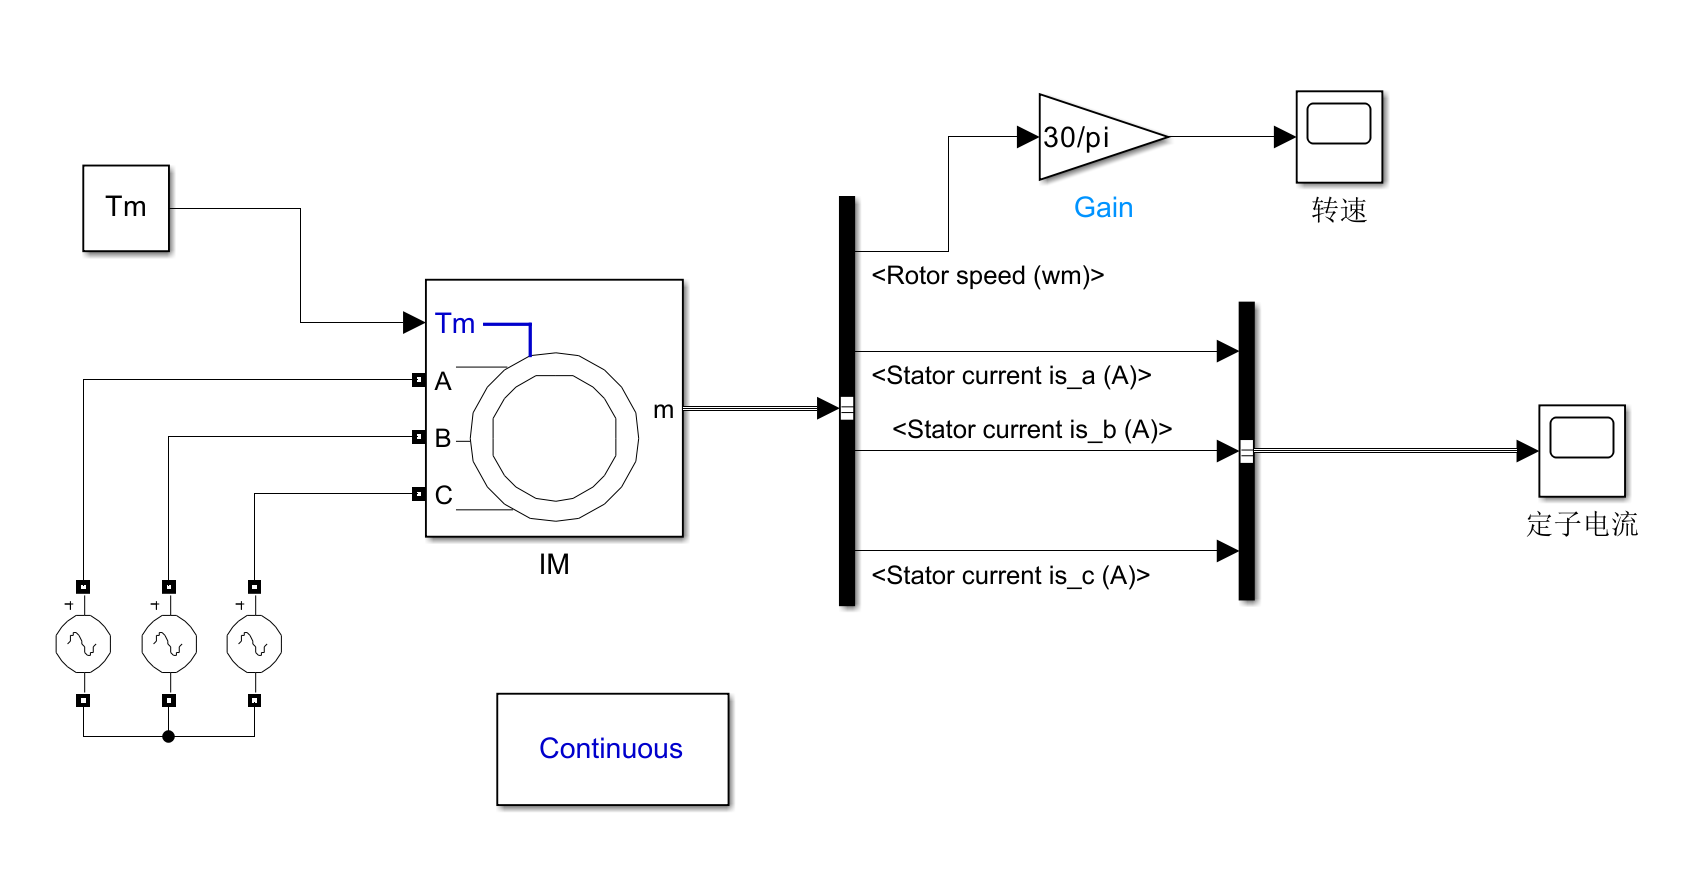 30/pi
Gain
转速
Tm
<Rotor speed (wm)>
Tm
A
B
C
m
IM
<Stator current is_a (A)>
<Stator current is_b (A)>
<Stator current is_c (A)>
定子电流
+
+
+
Continuous